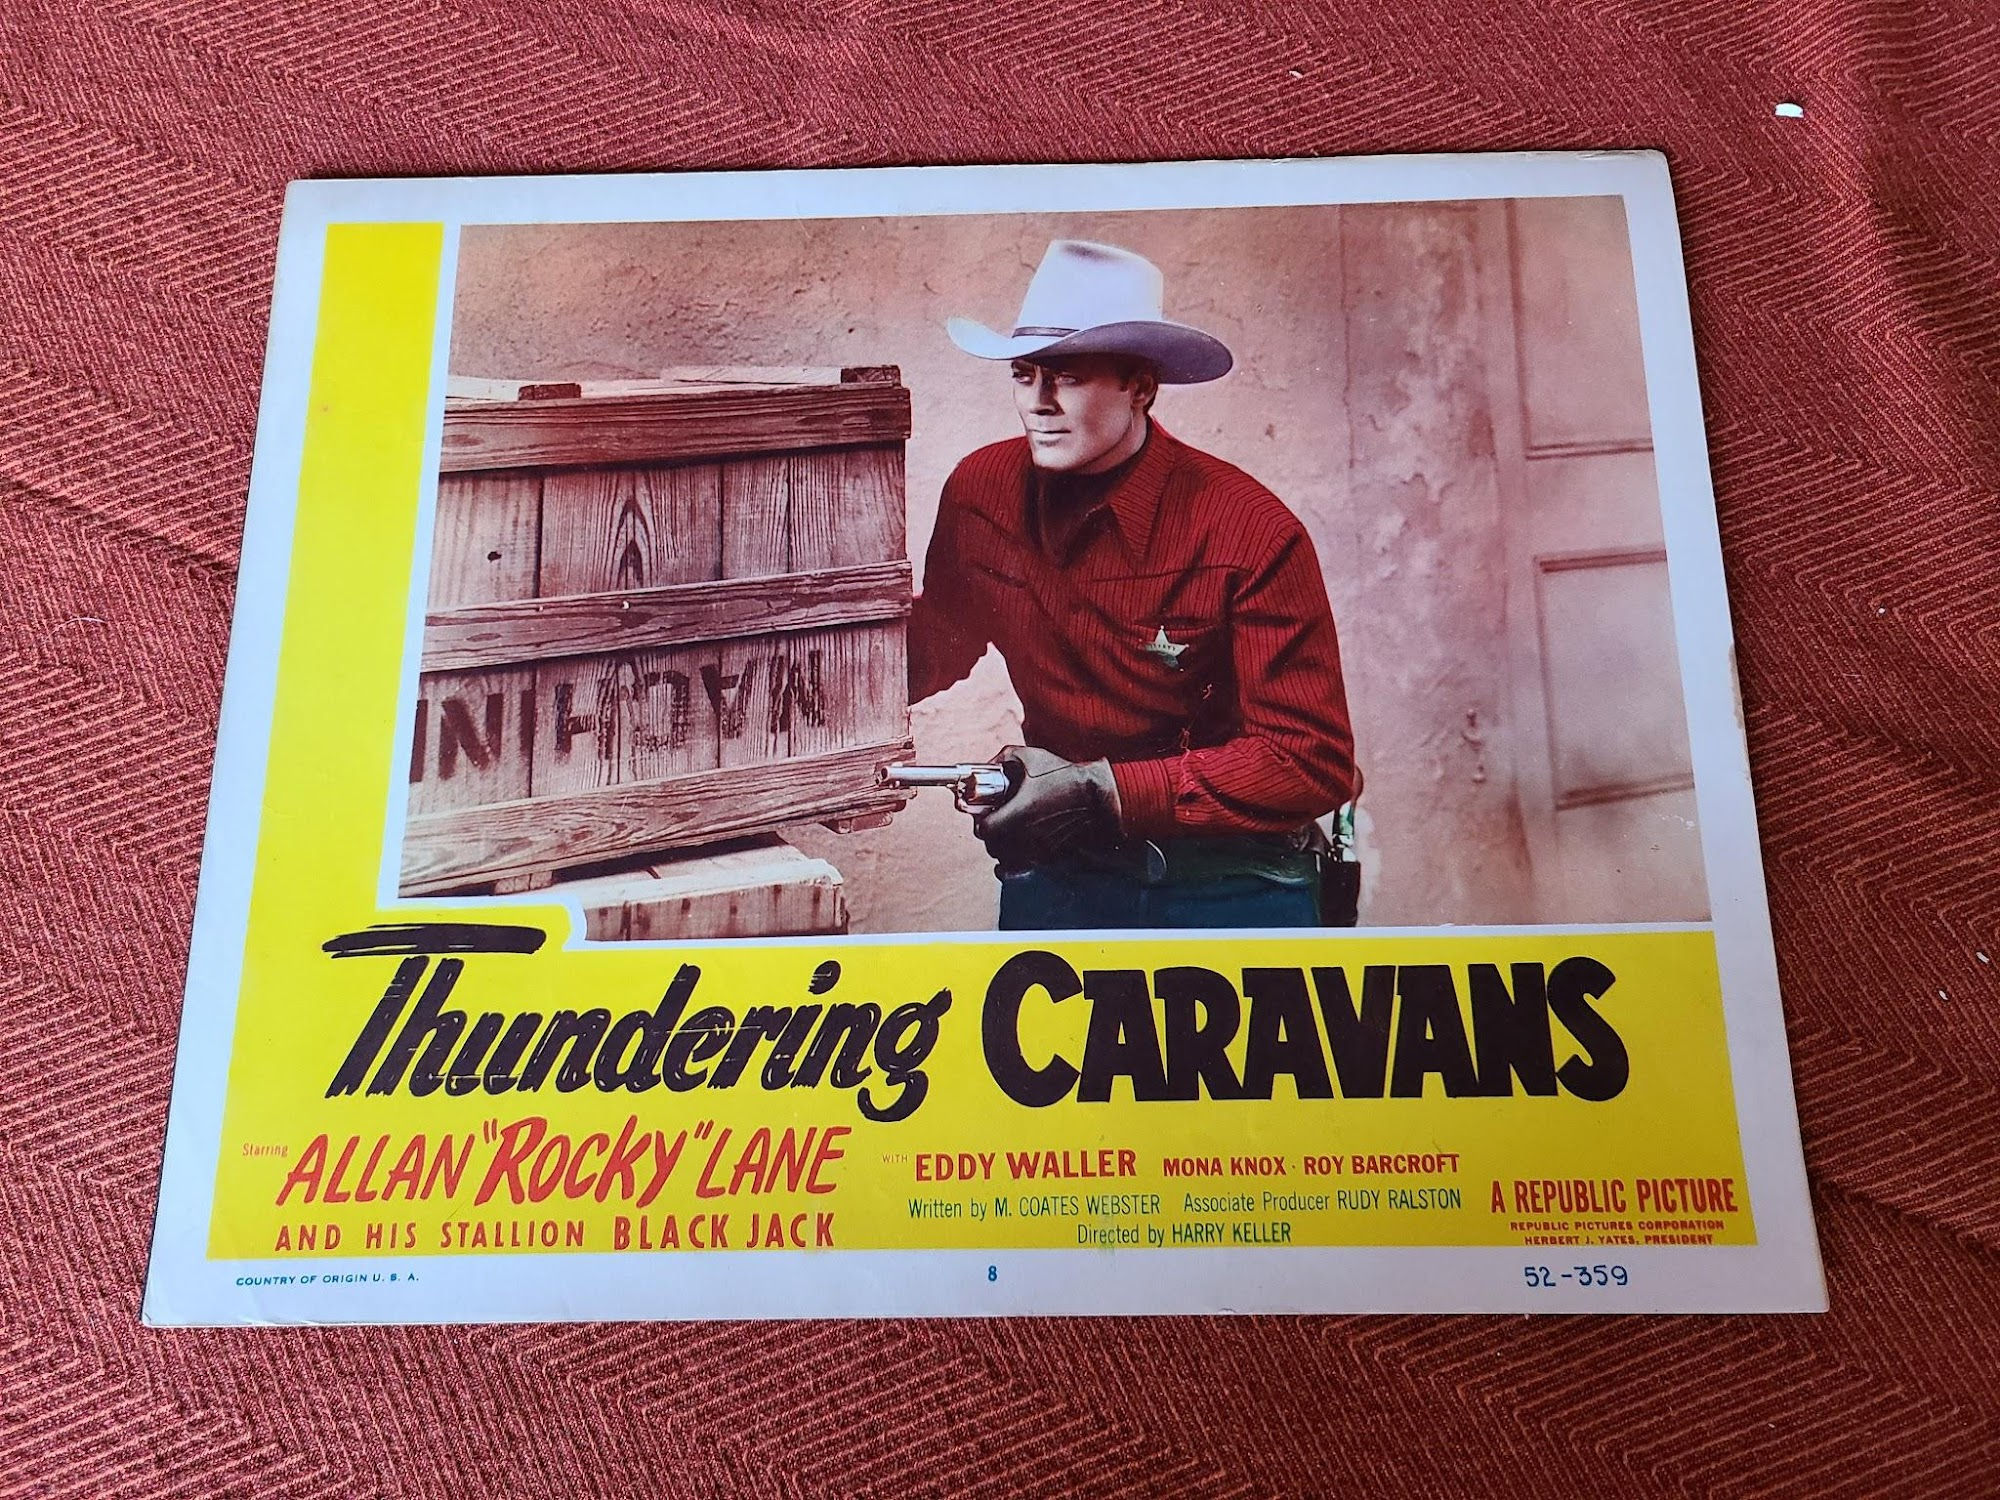 Thundering CARAVANS
Starring ALLAN "ROCKY" LANE
AND HIS STALLION BLACK JACK
WITH EDDY WALLER MONA KNOX · ROY BARCROFT
Written by M. COATES WEBSTER Associate Producer RUDY RALSTON
Directed by HARRY KELLER
A REPUBLIC PICTURE
REPUBLIC PICTURES CORPORATION
HERBERT J. YATES, PRESIDENT
COUNTRY OF ORIGIN U. S. A.
8
52-359